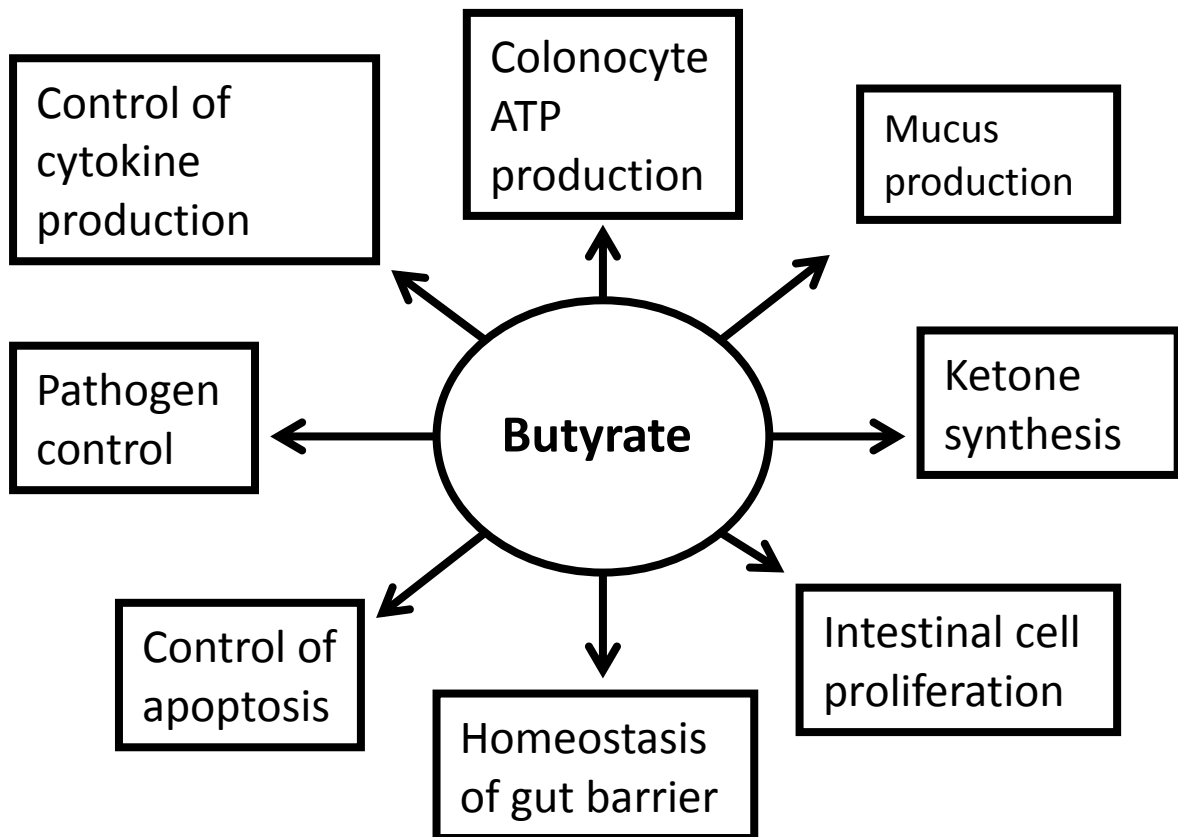 Control of
cytokine
production
Colonocyte
ATP
production
Mucus
production
Pathogen
control
Butyrate
Ketone
synthesis
Control of
apoptosis
Homeostasis
of gut barrier
Intestinal cell
proliferation